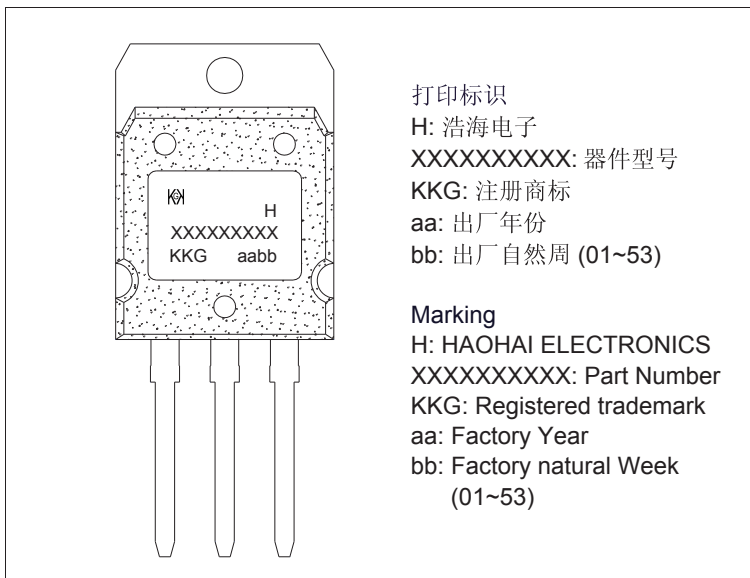 H
XXXXXXXXX
KKG aabb
打印标识
H: 浩海电子
XXXXXXXXXX: 器件型号
KKG: 注册商标
aa: 出厂年份
bb: 出厂自然周 (01~53)
Marking
H: HAOHAI ELECTRONICS
XXXXXXXXXX: Part Number
KKG: Registered trademark
aa: Factory Year
bb: Factory natural Week
(01~53)